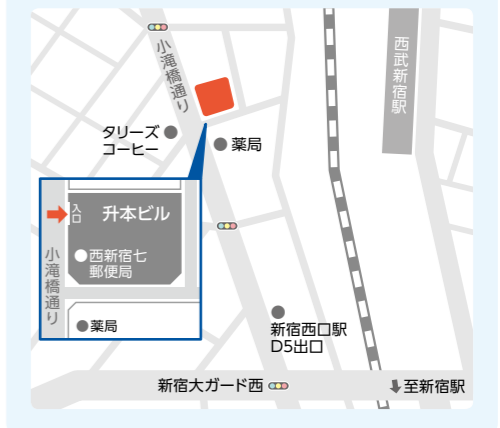 小滝橋通り
西武新宿駅
タリーズ
コーヒー
薬局
入口
升本ビル
西新宿七
郵便局
小滝橋通り
薬局
新宿西口駅
D5出口
新宿大ガード西
至新宿駅